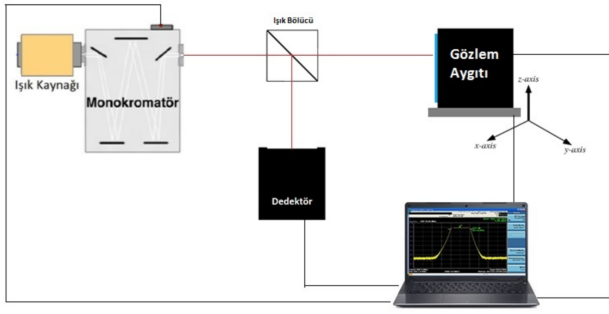 Işık Bölücü
Işık Kaynağı
Monokromatör
Gözlem
Aygıtı
z-axis
x-axis
y-axis
Dedektör